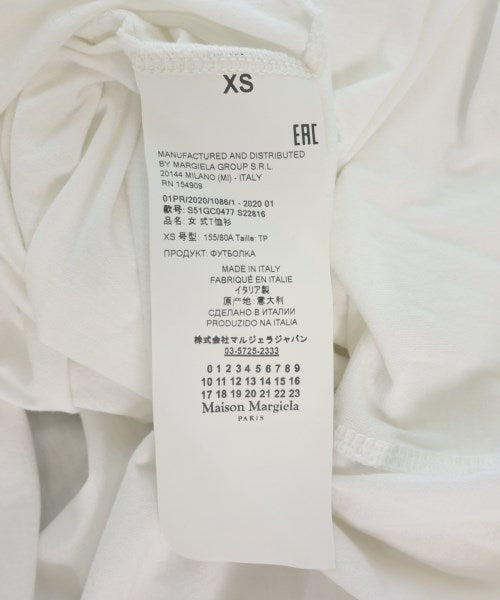 XS
EAC
MANUFACTURED AND DISTRIBUTED
BY MARGIELA GROUP S.R.L.
20144 MILANO (MI) - ITALY
RN 154909
01PR/2020/1086/1 - 2020 01
款号: S51GC0477 S22816
品名: 女 式T恤衫
XS 号型: 155/80A Taille: TP
ПРОДУКТ: ФУТБОЛКА
MADE IN ITALY
FABRIQUÉ EN ITALIE
イタリア製
原产地: 意大利
СДЕЛАНО В ИТАЛИИ
PRODUZIDO NA ITALIA
株式会社マルジェラジャパン
03-5725-2333
0 1 2 3 4 5 6 7 8 9
10 11 12 13 14 15 16
17 18 19 20 21 22 23
Maison Margiela
PARIS